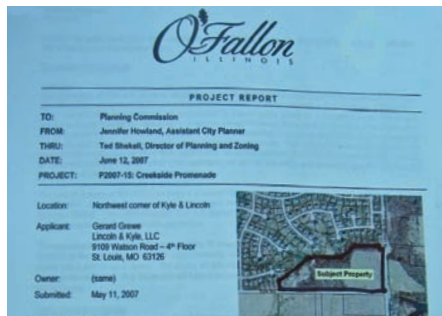 O'Fallon
ILLINOIS
PROJECT REPORT
TO: Planning Commission
FROM: Jennifer Howland, Assistant City Planner
THRU: Ted Shekell, Director of Planning and Zoning
DATE: June 12, 2007
PROJECT: P2007-15: Creekside Promenade
Location: Northwest corner of Kyle & Lincoln
Applicant: Gerard Grewe
Lincoln & Kyle, LLC
9109 Watson Road – 4th Floor
St. Louis, MO 63126
Subject Property
Owner: (same)
Submitted: May 11, 2007